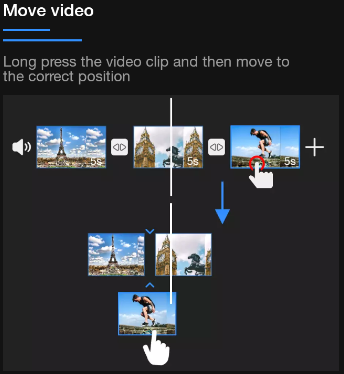 Move video
Long press the video clip and then move to
the correct position
5s
5s
5s